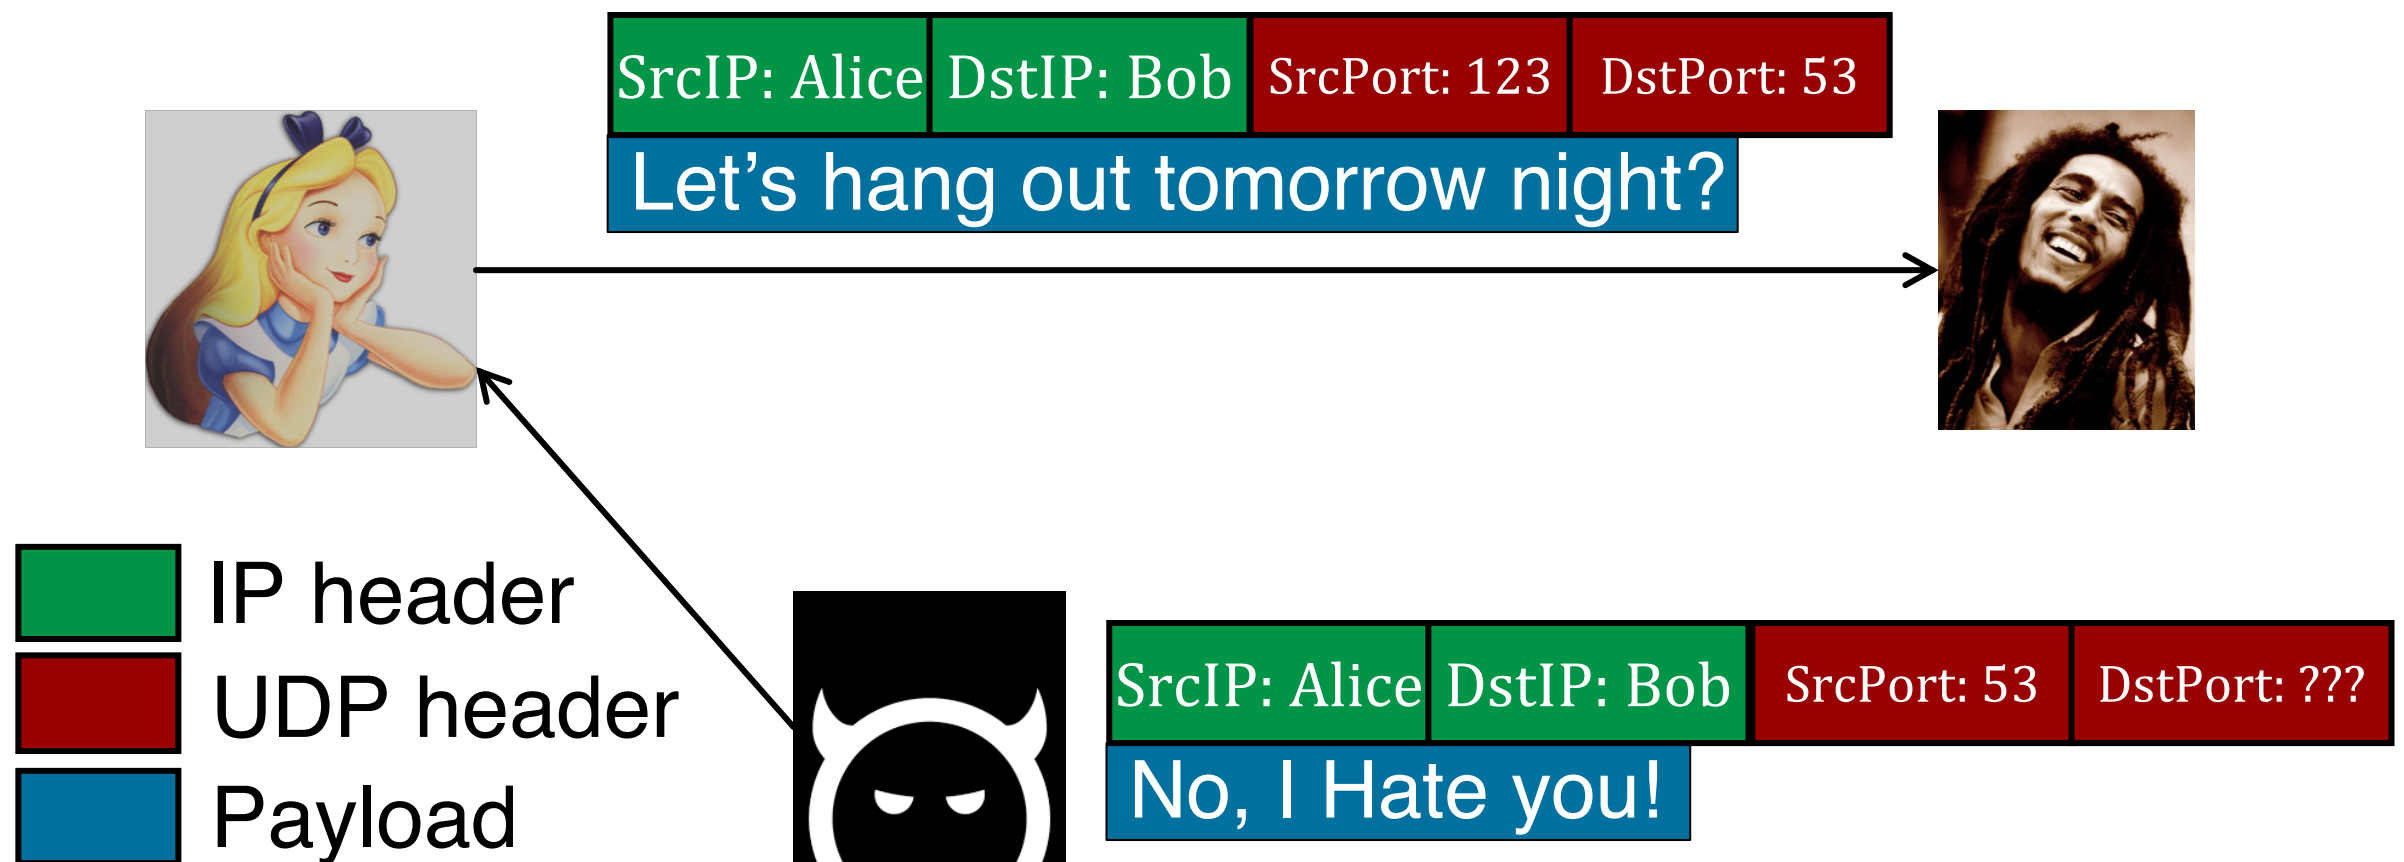 SrcIP: Alice DstIP: Bob SrcPort: 123 DstPort: 53
Let’s hang out tomorrow night?
IP header
UDP header
Payload
SrcIP: Alice DstIP: Bob SrcPort: 53 DstPort: ???
No, I Hate you!